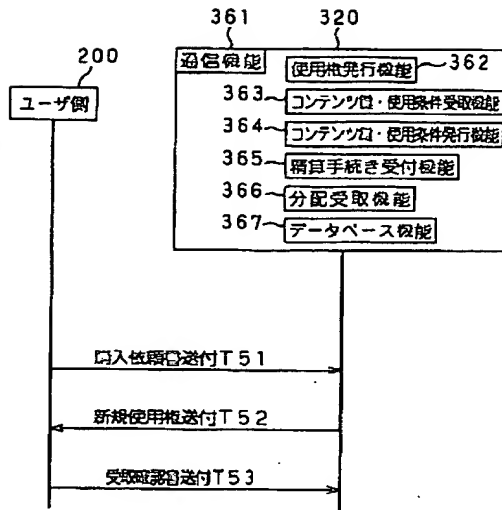 361
320
200
通信機能
使用権発行機能
362
ユーザ側
363
コンテンツ鍵・使用条件受取機能
364
コンテンツ鍵・使用条件発行機能
365
精算手続き受付機能
366
分配受取機能
367
データベース機能
購入依頼書送付T51
新規使用権送付T52
受取確認書送付T53